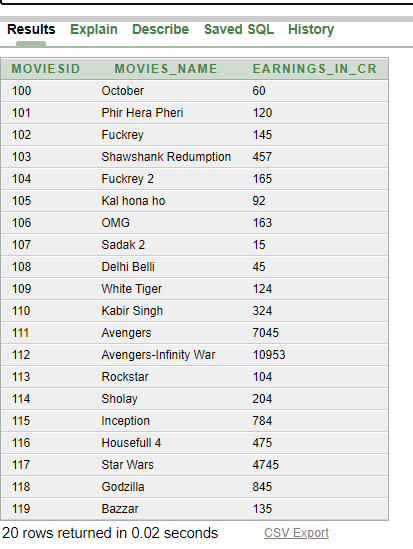 Results Explain Describe Saved SQL History
MOVIESID MOVIES_NAME EARNINGS_IN_CR
100 October 60
101 Phir Hera Pheri 120
102 Fuckrey 145
103 Shawshank Redumption 457
104 Fuckrey 2 165
105 Kal hona ho 92
106 OMG 163
107 Sadak 2 15
108 Delhi Belli 45
109 White Tiger 124
110 Kabir Singh 324
111 Avengers 7045
112 Avengers-Infinity War 10953
113 Rockstar 104
114 Sholay 204
115 Inception 784
116 Housefull 4 475
117 Star Wars 4745
118 Godzilla 845
119 Bazzar 135
20 rows returned in 0.02 seconds CSV Export